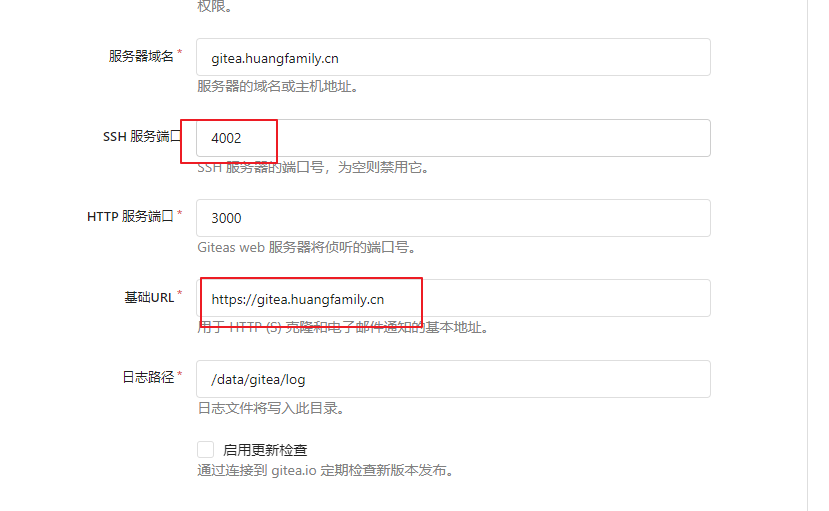 权限。
服务器域名*
gitea.huangfamily.cn
服务器的域名或主机地址。
SSH 服务端口
4002
SSH 服务器的端口号，为空则禁用它。
HTTP 服务端口*
3000
Giteas web 服务器将侦听的端口号。
基础URL*
https://gitea.huangfamily.cn
用于 HTTP (S) 克隆和电子邮件通知的基本地址。
日志路径*
/data/gitea/log
日志文件将写入此目录。
启用更新检查
通过连接到 gitea.io 定期检查新版本发布。